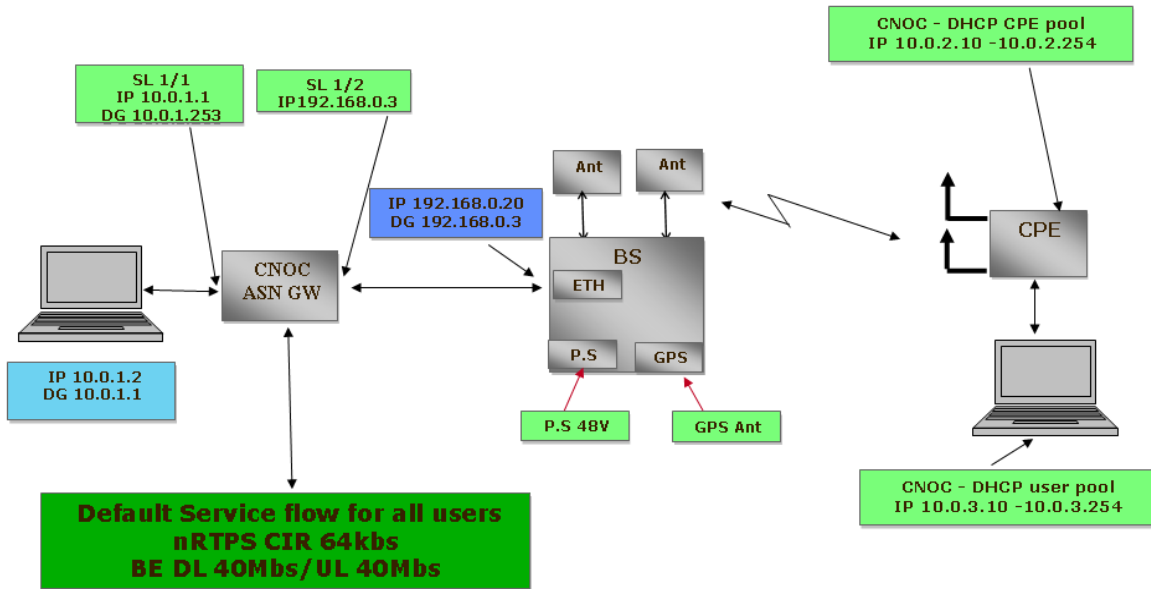 CNOC - DHCP CPE pool
IP 10.0.2.10 -10.0.2.254
SL 1/1
IP 10.0.1.1
DG 10.0.1.253
SL 1/2
IP192.168.0.3
Ant
Ant
IP 192.168.0.20
DG 192.168.0.3
CPE
BS
CNOC
ASN GW
ETH
P.S
GPS
IP 10.0.1.2
DG 10.0.1.1
P.S 48V
GPS Ant
CNOC - DHCP user pool
IP 10.0.3.10 -10.0.3.254
Default Service flow for all users
nRTPS CIR 64kbs
BE DL 40Mbs/UL 40Mbs